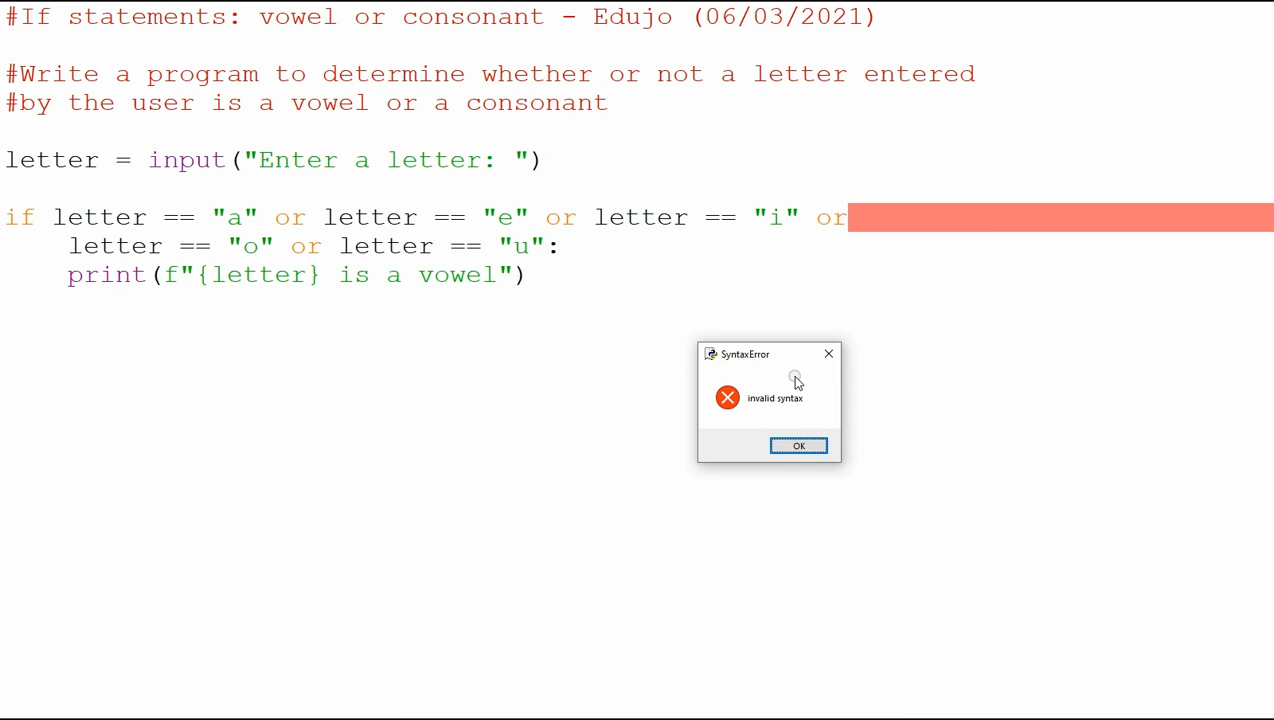 #If statements: vowel or consonant - Edujo (06/03/2021)
#Write a program to determine whether or not a letter entered
#by the user is a vowel or a consonant
letter = input("Enter a letter: ")
if letter == "a" or letter == "e" or letter == "i" or
    letter == "o" or letter == "u":
    print(f"{letter} is a vowel")
SyntaxError
invalid syntax
OK